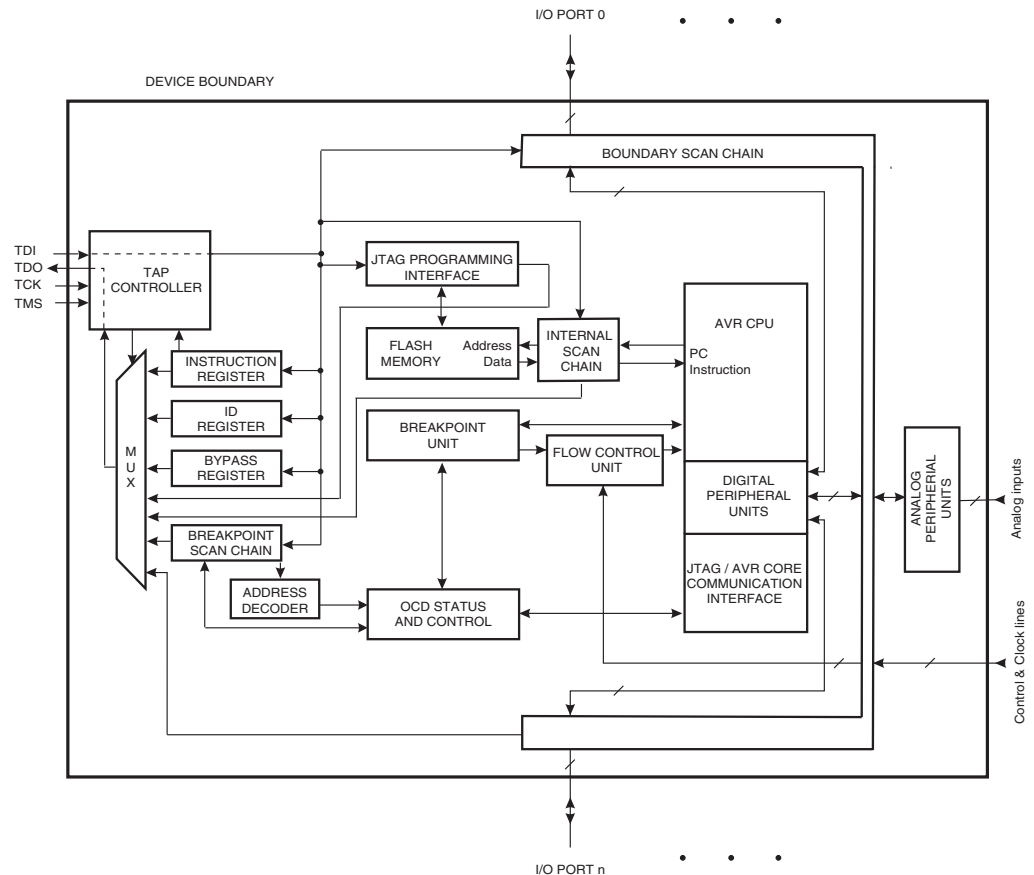 I/O PORT 0
DEVICE BOUNDARY
BOUNDARY SCAN CHAIN
TDI
TDO
TCK
TMS
TAP
CONTROLLER
JTAG PROGRAMMING
INTERFACE
FLASH
MEMORY
Address
Data
INTERNAL
SCAN
CHAIN
AVR CPU
PC
Instruction
INSTRUCTION
REGISTER
ID
REGISTER
BYPASS
REGISTER
M
U
X
BREAKPOINT
UNIT
FLOW CONTROL
UNIT
DIGITAL
PERIPHERAL
UNITS
ANALOG
PERIPHERIAL
UNITS
Analog inputs
BREAKPOINT
SCAN CHAIN
ADDRESS
DECODER
OCD STATUS
AND CONTROL
JTAG / AVR CORE
COMMUNICATION
INTERFACE
Control & Clock lines
I/O PORT n